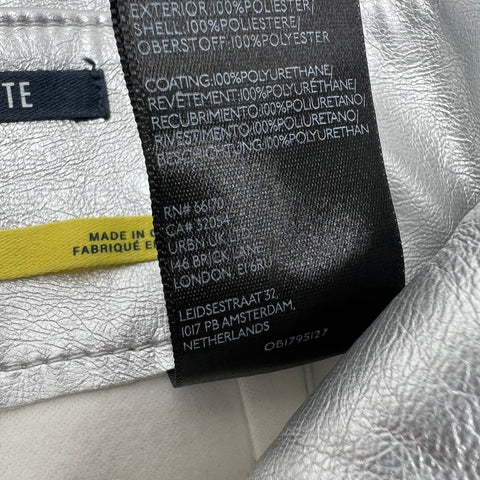 EXTERIOR:100%POLIESTER/
SHELL:100%POLIESTERE/
OBERSTOFF:100%POLYESTER
COATING:100%POLYURETHANE/
REVÊTEMENT:100%POLYURETHANE/
RECUBRIMIENTO:100%POLIURETANO/
RIVESTIMENTO:100%POLIURETANO/
BESCHICHTUNG:100%POLYURETHAN
RN# 66170
CA# 32054
URBN UK LTD
146 BRICK LANE
LONDON, E1 6RU
LEIDSESTRAAT 32,
1017 PB AMSTERDAM,
NETHERLANDS
OB1795127
TE
MADE IN
FABRIQUÉ